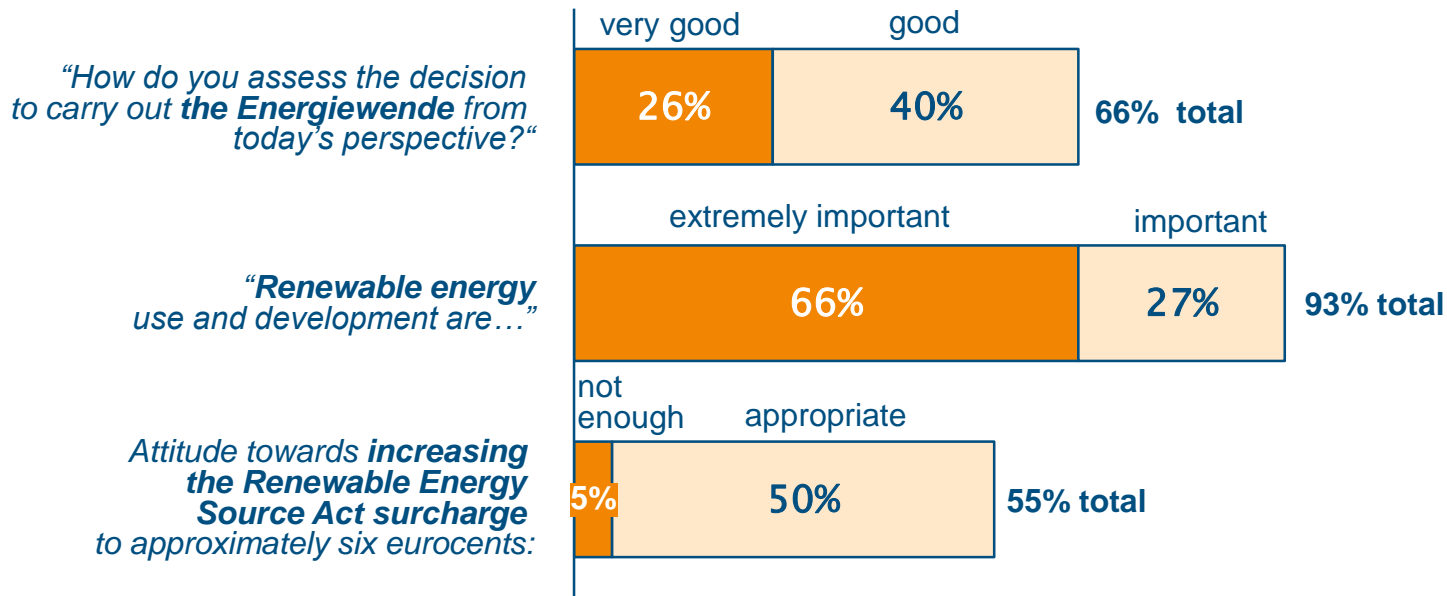 very good
good
“How do you assess the decision
to carry out the Energiewende from
today’s perspective?“
26%
40%
66% total
extremely important
important
“Renewable energy
use and development are…”
66%
27%
93% total
not
enough
appropriate
Attitude towards increasing
the Renewable Energy
Source Act surcharge
to approximately six eurocents:
5%
50%
55% total